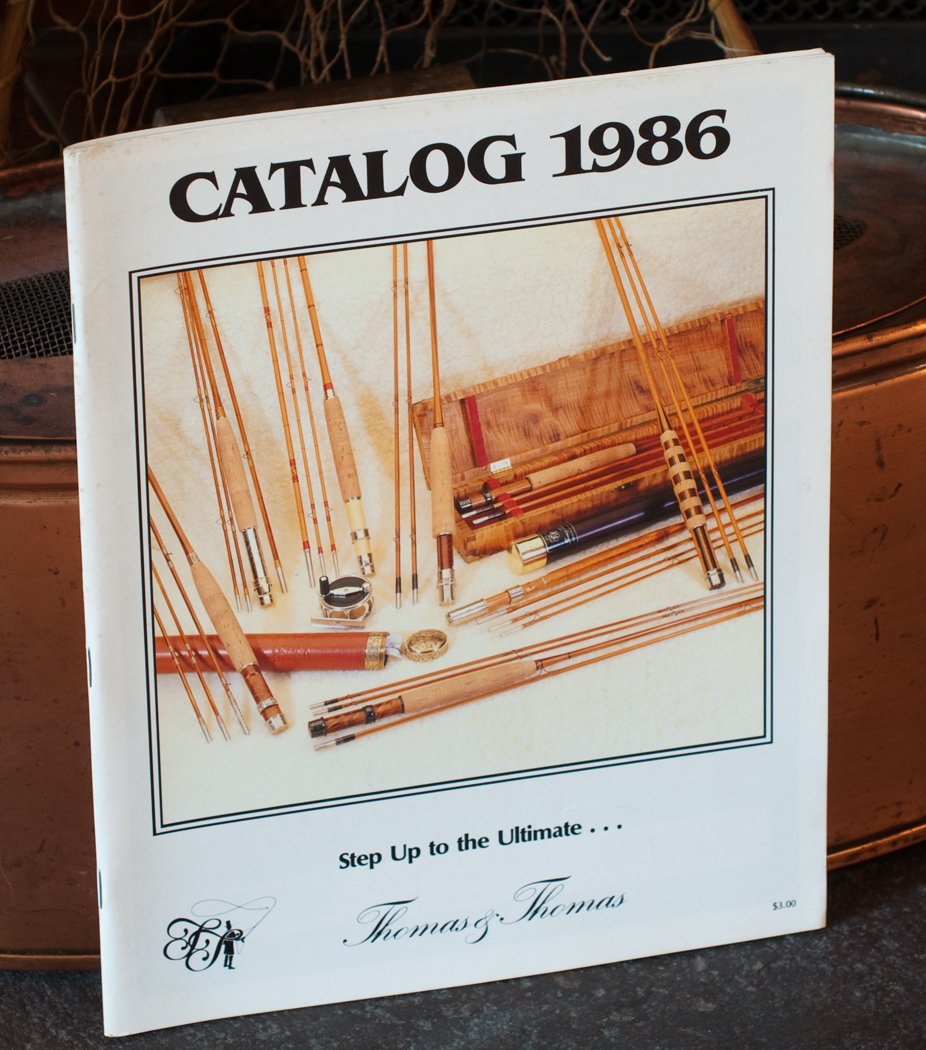 CATALOG 1986
Step Up to the Ultimate . . .
Thomas & Thomas
$3.00